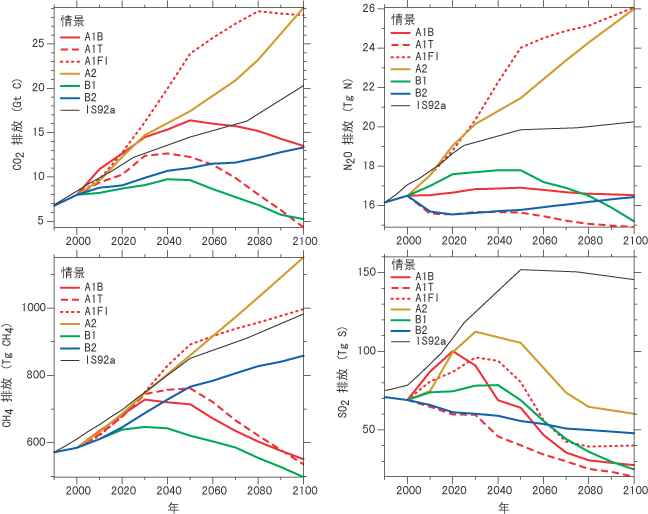 CO2 排放 (Gt C)
情景
A1B
A1T
A1FI
A2
B1
B2
IS92a
29
25
20
15
10
5
2000
2020
2040
2060
2080
2100
N2O 排放 (Tg N)
情景
A1B
A1T
A1FI
A2
B1
B2
IS92a
26
24
22
20
18
16
2000
2020
2040
2060
2080
2100
CH4 排放 (Tg CH4)
情景
A1B
A1T
A1FI
A2
B1
B2
IS92a
1000
800
600
2000
2020
2040
2060
2080
2100
年
SO2 排放 (Tg S)
情景
A1B
A1T
A1FI
A2
B1
B2
IS92a
150
100
50
2000
2020
2040
2060
2080
2100
年